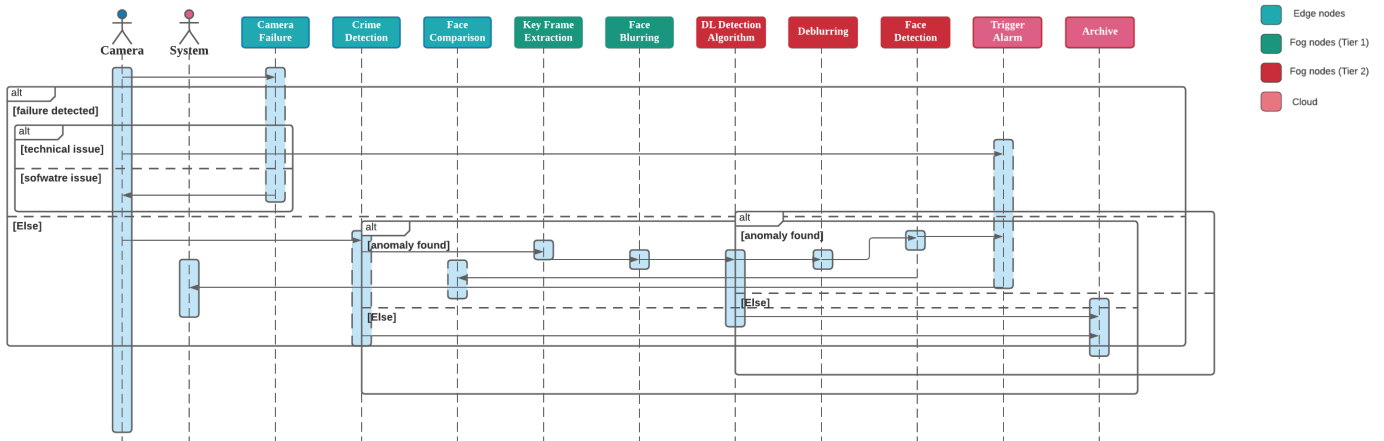 Camera
System
Camera
Failure
Crime
Detection
Face
Comparison
Key Frame
Extraction
Face
Blurring
DL Detection
Algorithm
Deblurring
Face
Detection
Trigger
Alarm
Archive
Edge nodes
Fog nodes (Tier 1)
Fog nodes (Tier 2)
Cloud
alt
[failure detected]
alt
[technical issue]
[sofwatre issue]
[Else]
alt
[anomaly found]
alt
[anomaly found]
[Else]
[Else]